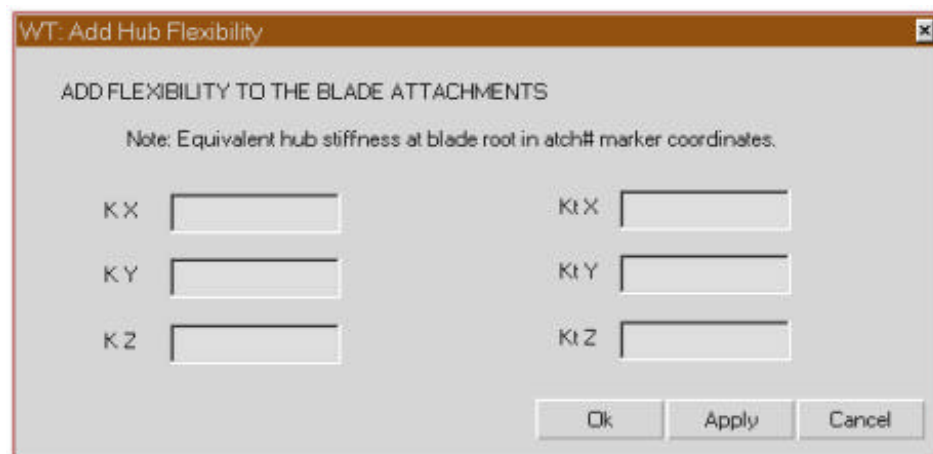 WT: Add Hub Flexibility
ADD FLEXIBILITY TO THE BLADE ATTACHMENTS
Note: Equivalent hub stiffness at blade root in atch# marker coordinates.
K X
Kt X
K Y
Kt Y
K Z
Kt Z
Ok Apply Cancel